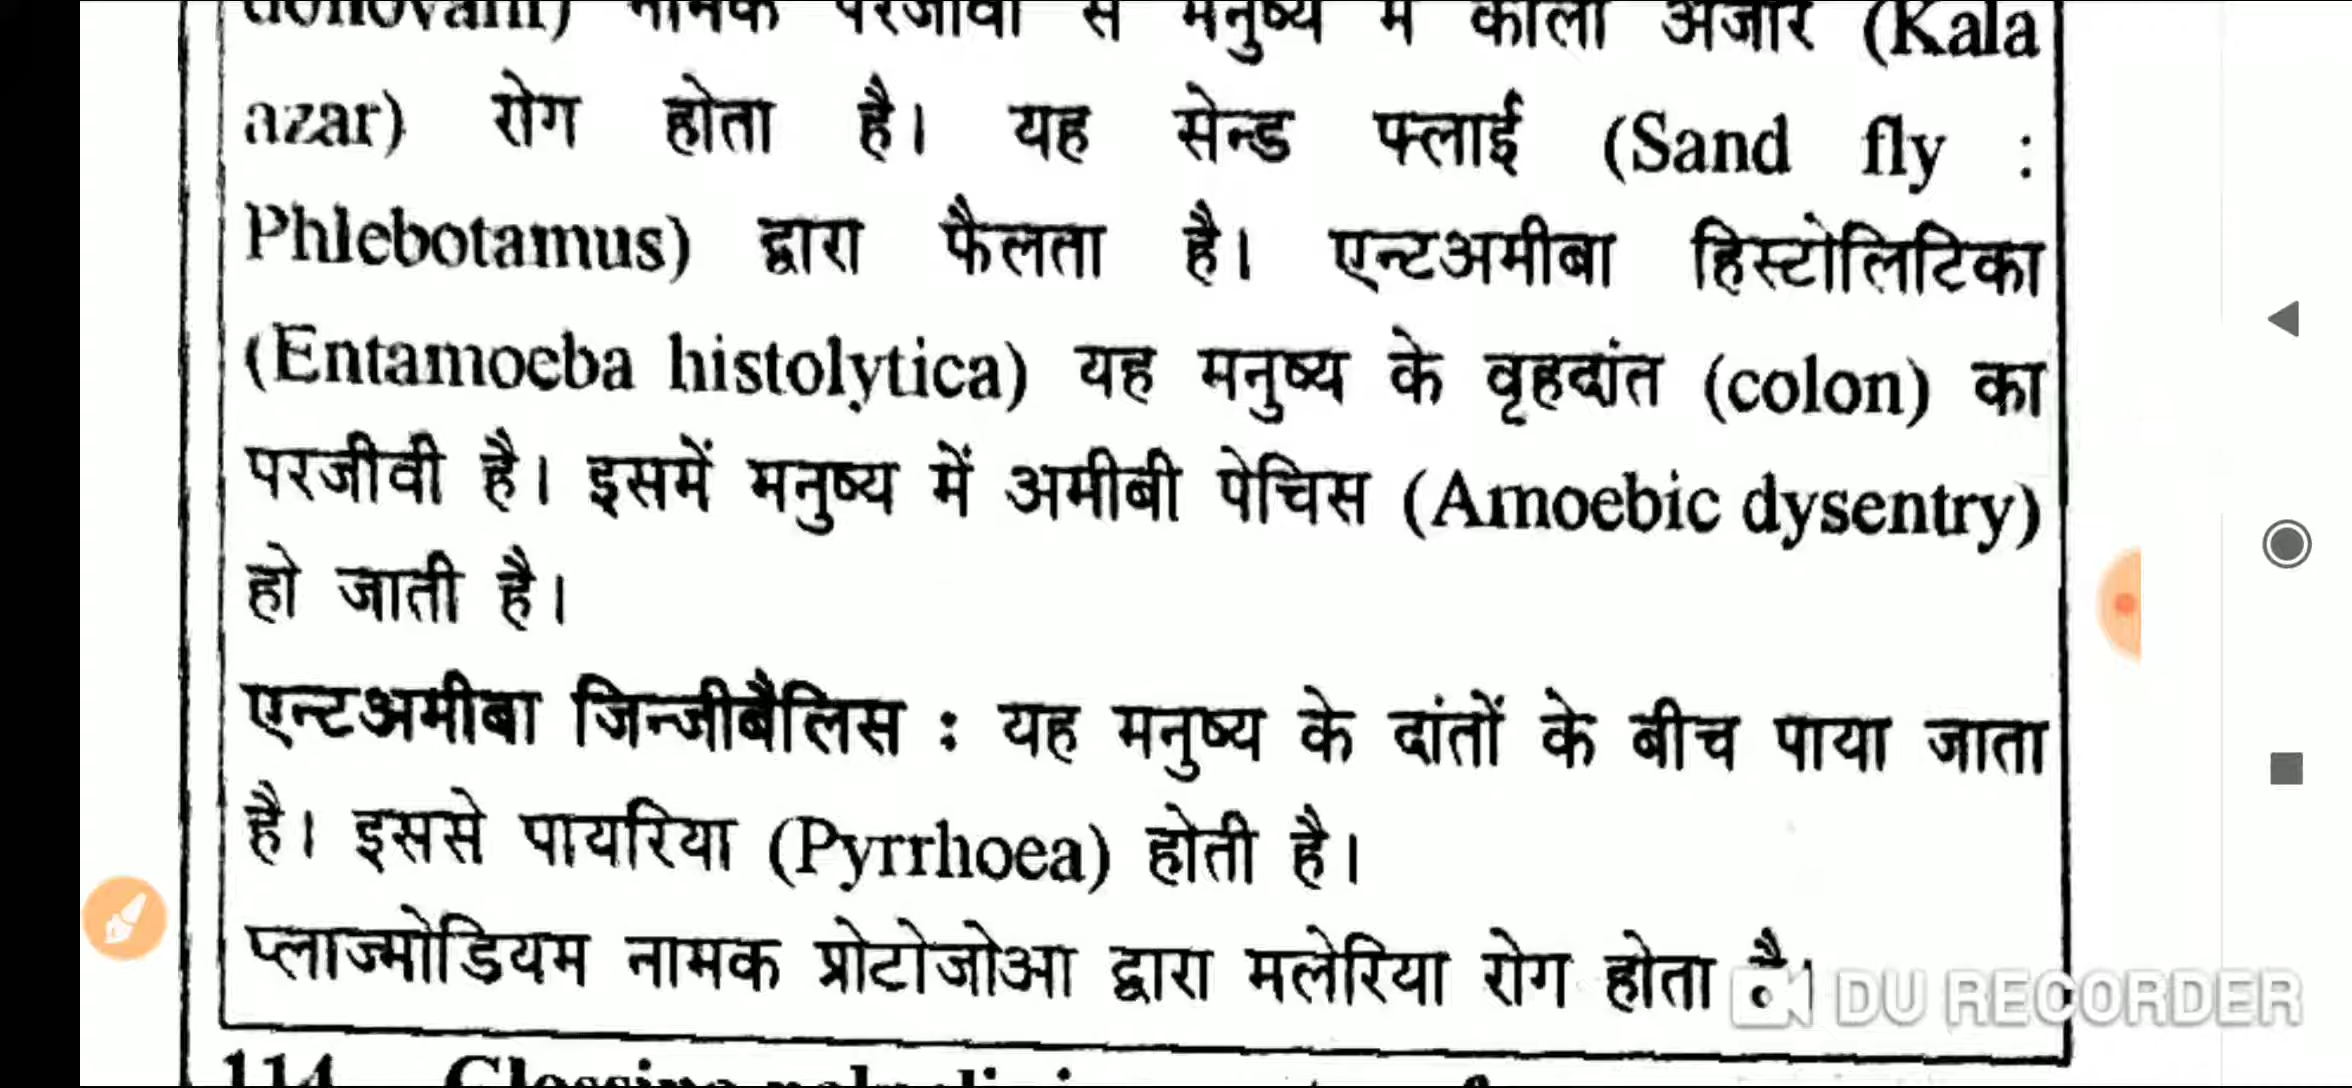 donovani) नामक परजीवी से मनुष्य में काला अजार (Kala
azar) रोग होता है। यह सेन्ड फ्लाई (Sand fly :
Phlebotamus) द्वारा फैलता है। एन्टअमीबा हिस्टोलिटिका
(Entamoeba histolytica) यह मनुष्य के वृहदांत (colon) का
परजीवी है। इसमें मनुष्य में अमीबी पेचिस (Amoebic dysentry)
हो जाती है।
एन्टअमीबा जिन्जीबैलिस : यह मनुष्य के दांतों के बीच पाया जाता
है। इससे पायरिया (Pyrrhoea) होती है।
प्लाज्मोडियम नामक प्रोटोजोआ द्वारा मलेरिया रोग होता है।
DU RECORDER
114.